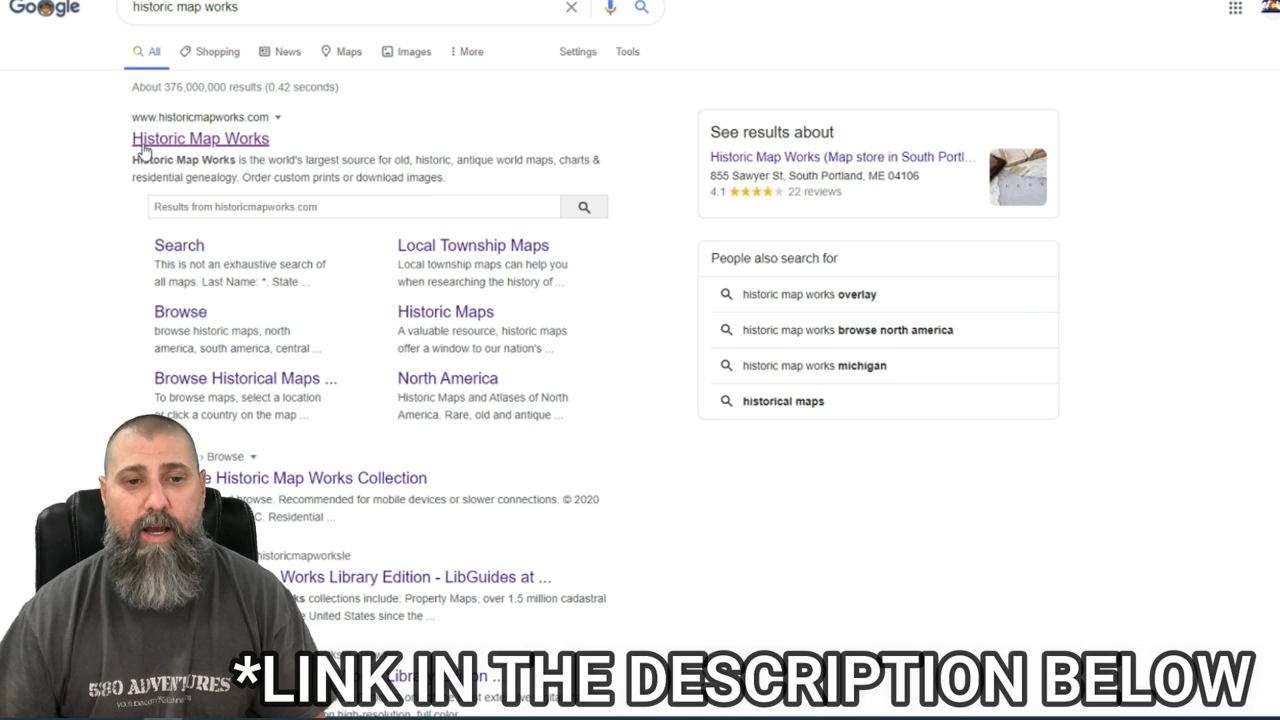 Google
historic map works
All Shopping News Maps Images More Settings Tools
About 376,000,000 results (0.42 seconds)
www.historicmapworks.com
Historic Map Works
Historic Map Works is the world's largest source for old, historic, antique world maps, charts &
residential genealogy. Order custom prints or download images.
Results from historicmapworks.com
Search
This is not an exhaustive search of
all maps. Last Name: *. State ...
Local Township Maps
Local township maps can help you
when researching the history of ...
Browse
browse historic maps, north
america, south america, central ...
Historic Maps
A valuable resource, historic maps
offer a window to our nation's ...
Browse Historical Maps ...
To browse maps, select a location
or click a country on the map ...
North America
Historic Maps and Atlases of North
America. Rare, old and antique ...
› Browse
e Historic Map Works Collection
browse. Recommended for mobile devices or slower connections. © 2020
C. Residential ...
historicmapworksle
Works Library Edition - LibGuides at ...
ks collections include: Property Maps, over 1.5 million cadastral
e United States since the ...
See results about
Historic Map Works (Map store in South Portl...
855 Sawyer St, South Portland, ME 04106
4.1 22 reviews
People also search for
historic map works overlay
historic map works browse north america
historic map works michigan
historical maps
580 ADVENTURES
*LINK IN THE DESCRIPTION BELOW
on high-resolution, full color